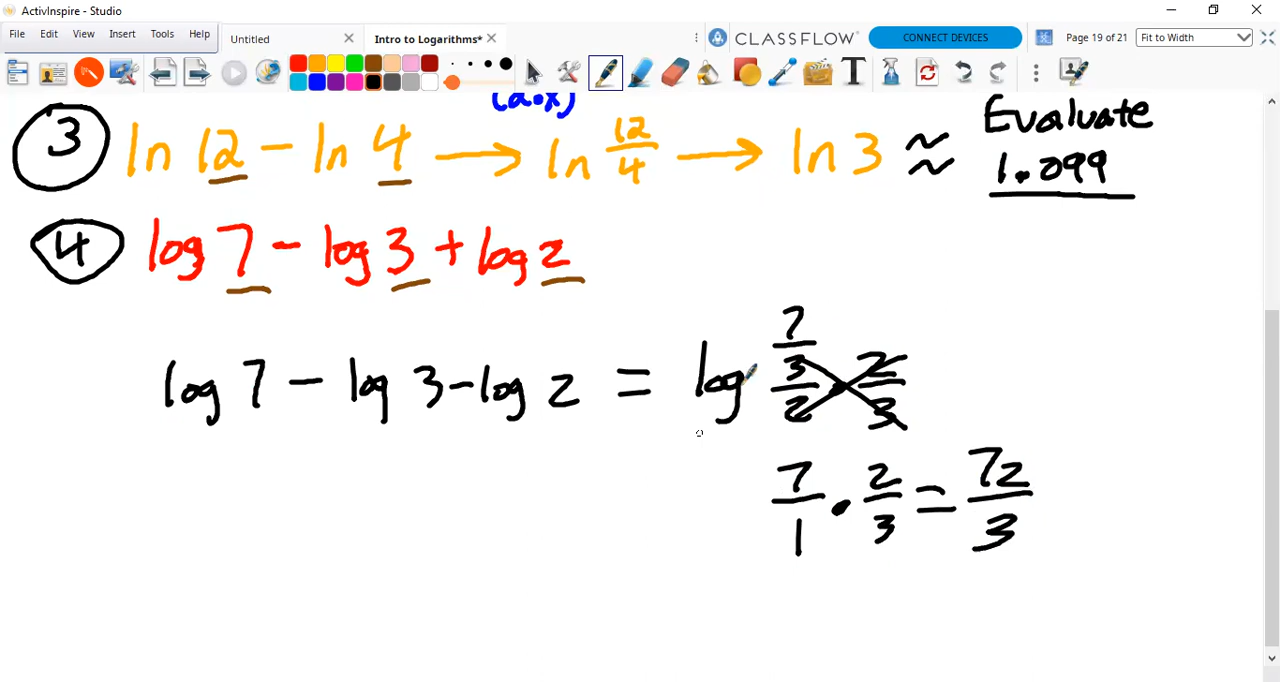 ActivInspire - Studio
File Edit View Insert Tools Help
Untitled
Intro to Logarithms*
CLASSFLOW
CONNECT DEVICES
Page 19 of 21
Fit to Width
(a·x)
3 ln 12 - ln 4 → ln 12/4 → ln 3 ≈
Evaluate
1.099
4 log 7 - log 3 + log 2
log 7 - log 3 - log 2 = log 7/3/2 · 2/3
7/1 · 2/3 = 72/3